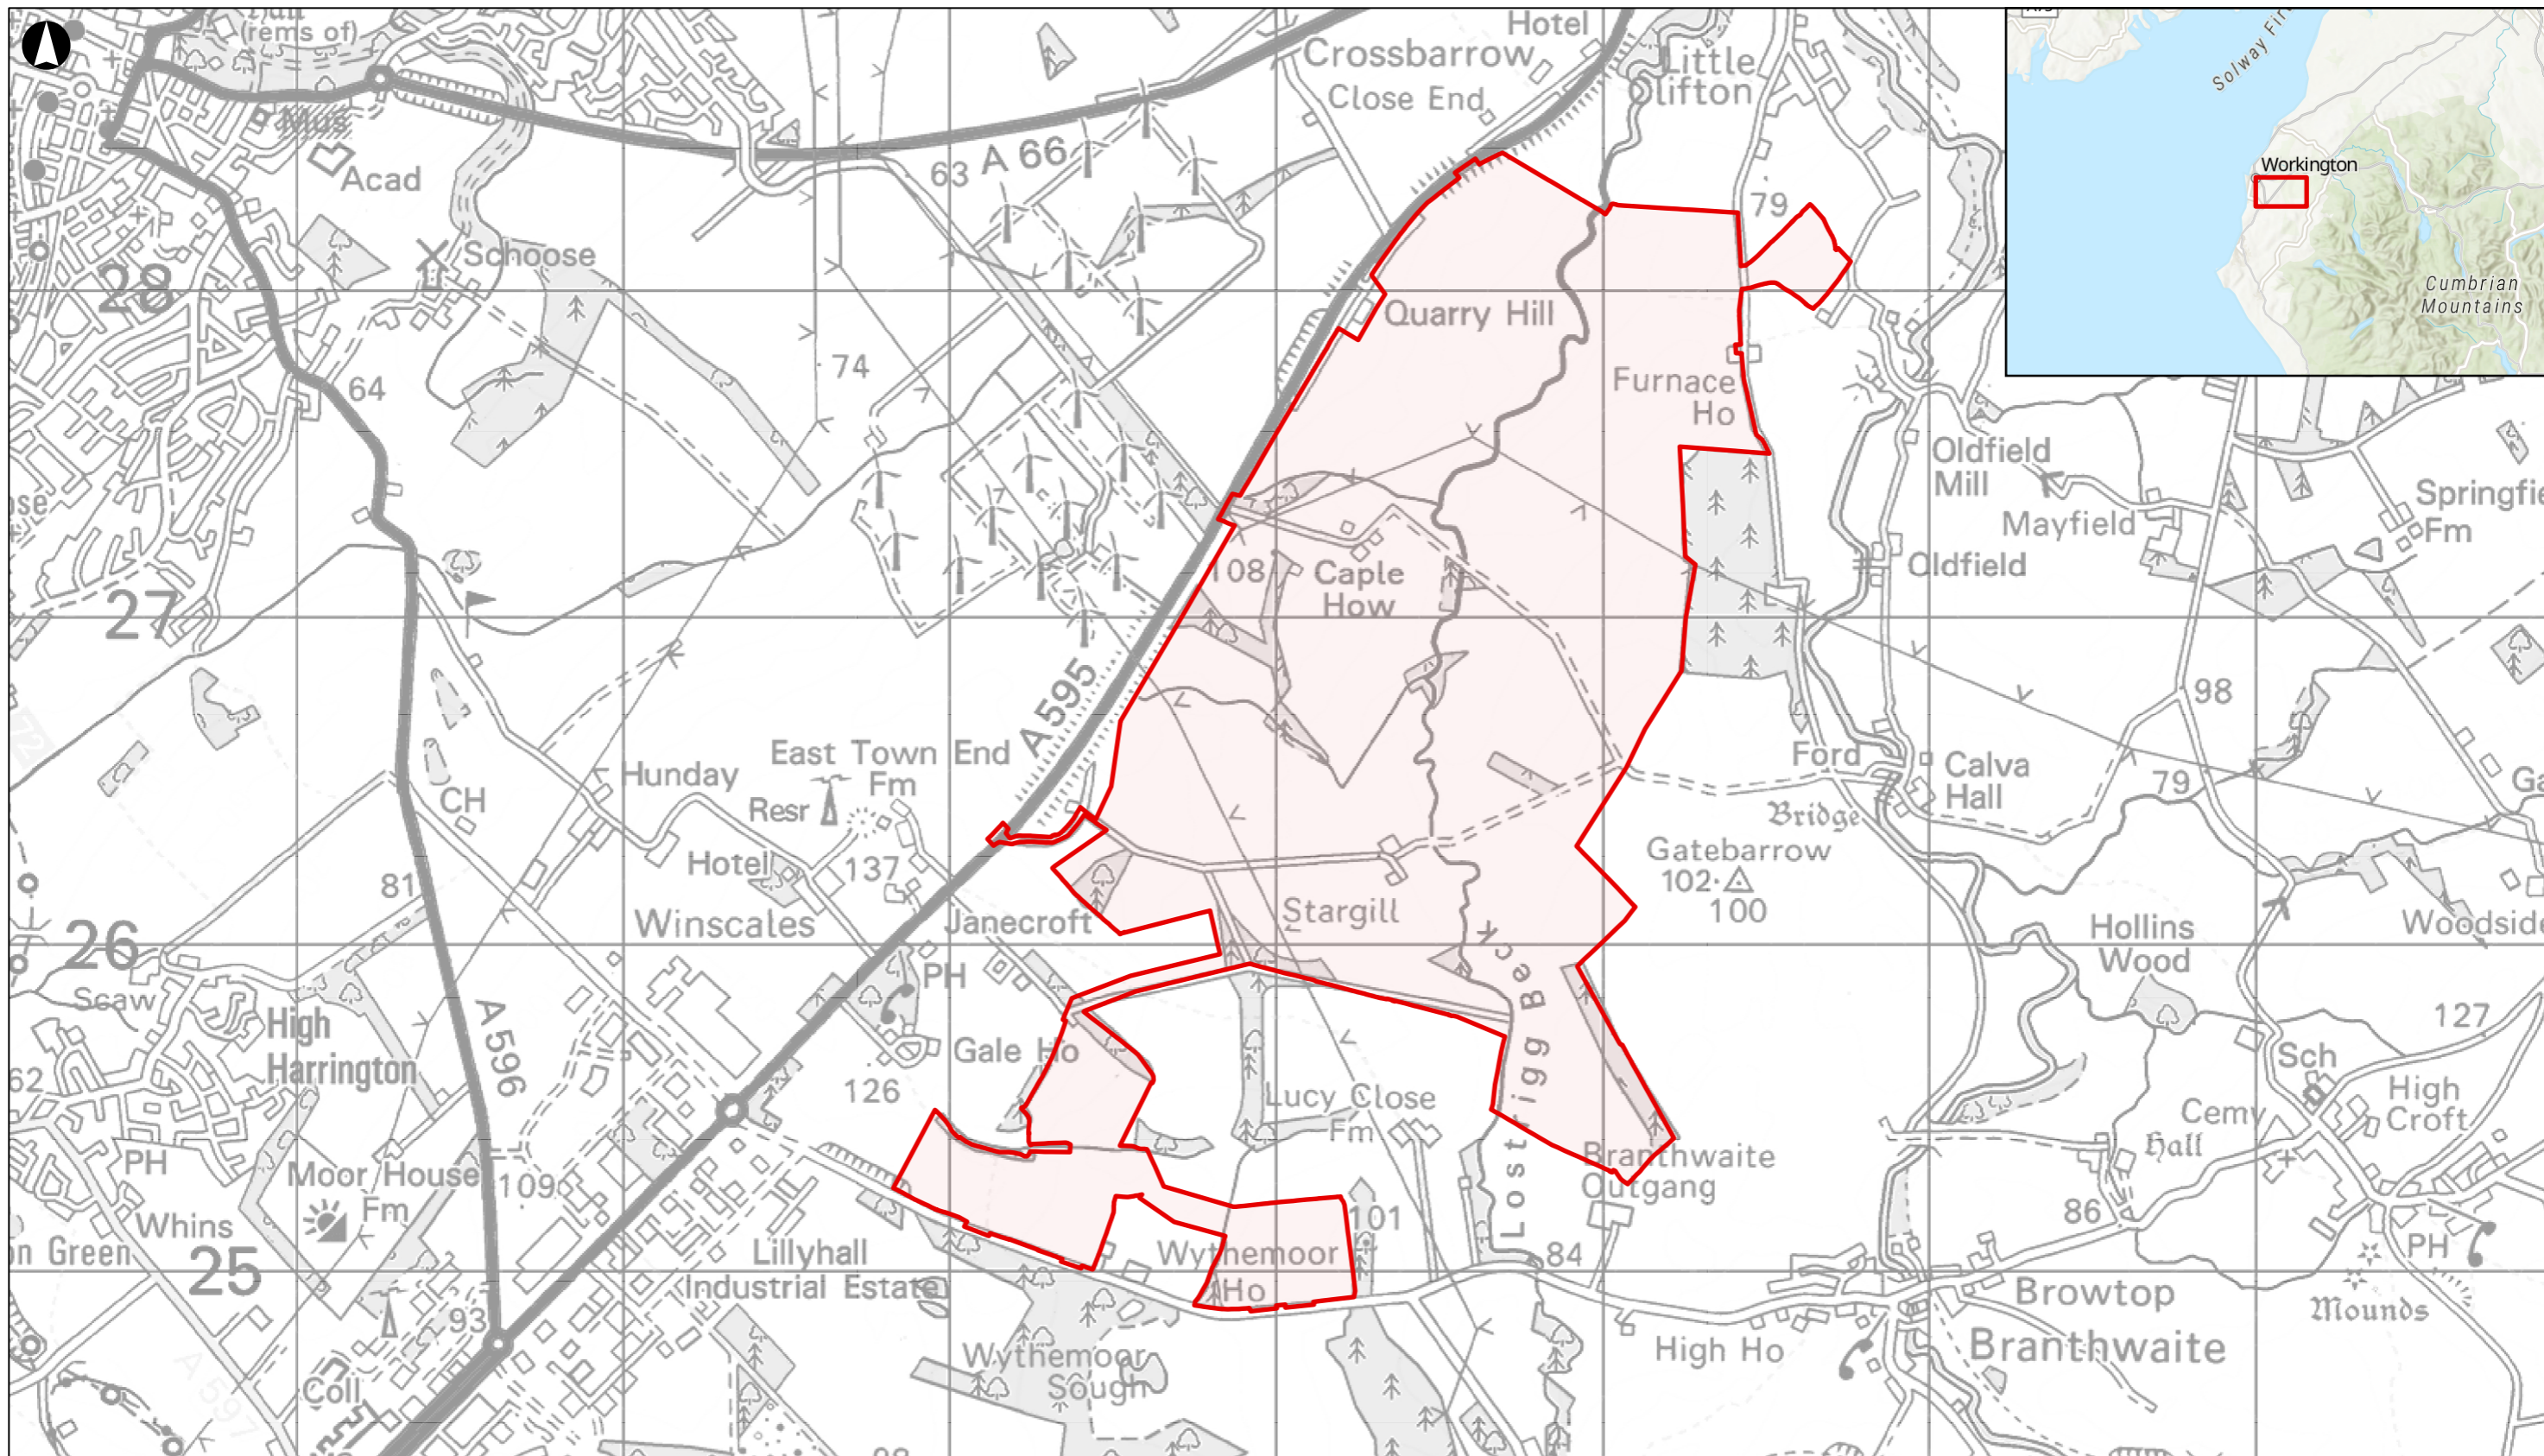 (rems of)
Mus
Acad
Schoose
28
64
74
63
A 66
Crossbarrow
Close End
Hotel
Little
Clifton
79
Solway
Workington
Cumbrian
Mountains
Quarry Hill
Furnace
Ho
Oldfield
Mill
Mayfield
Oldfield
Fm
27
108
Caple
How
A 595
98
79
Ford
Calva
Hall
Bridge
East Town End
Fm
Resr
Hunday
CH
Hotel
137
Winscales
Janecroft
81
26
Scaw
High
Harrington
A 596
PH
Gale Ho
126
Stargill
Gatebarrow
102
100
Lostrigg Beck
Hollins
Wood
127
Sch
High
Croft
Cemy
Hall
86
Lucy Close
Fm
Branthwaite
Outgang
62
PH
Moor House
Fm
109
Whins
Green
25
93
Coll
A 597
Lillyhall
Industrial Estate
Wythemoor
Ho
101
84
Wythemoor
Sough
High Ho
Browtop
Branthwaite
PH
Mounds